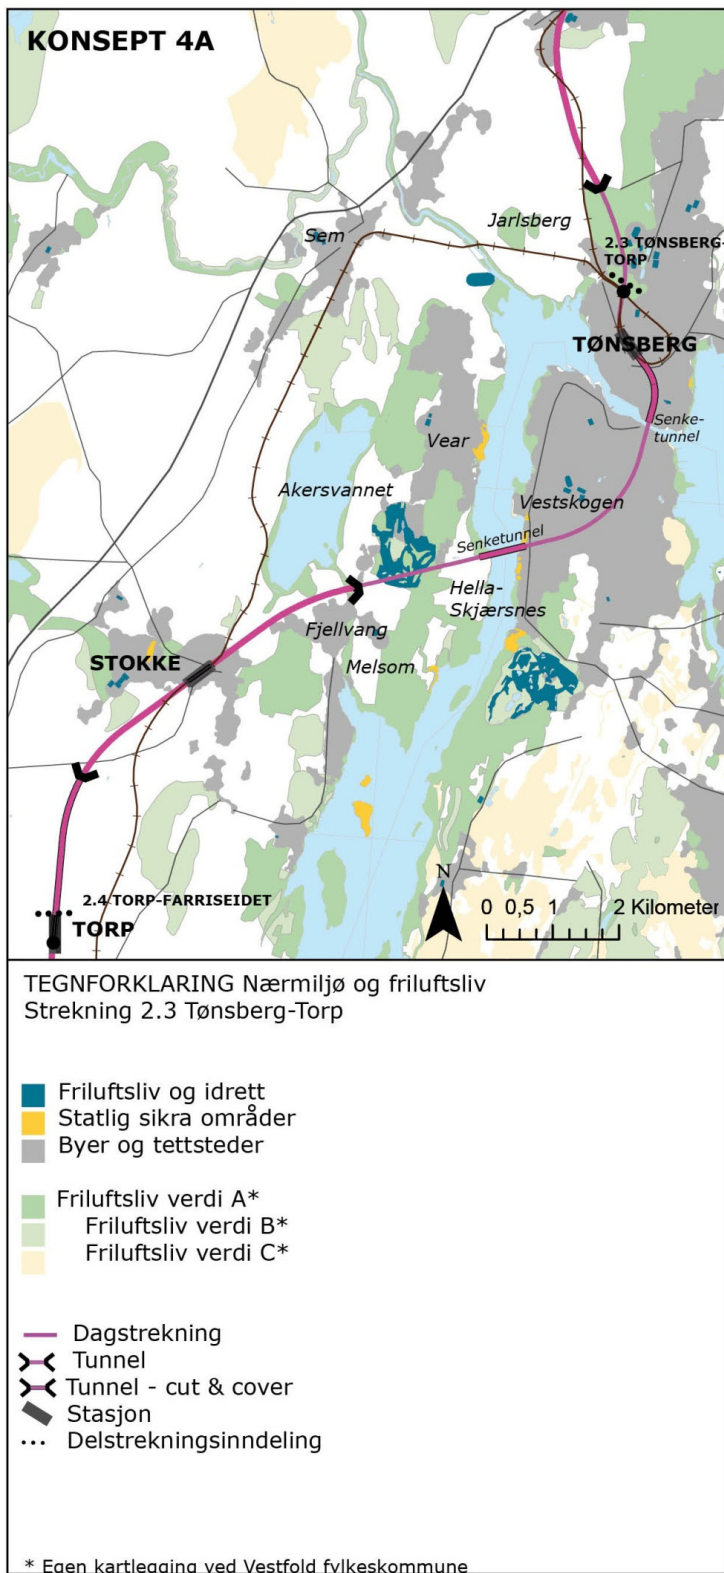 KONSEPT 4A
Jarlsberg
Sem
2.3 TØNSBERG-
TORP
TØNSBERG
Senke-
tunnel
Vear
Akersvannet
Vestskogen
Senketunnel
Hella-
Skjærsnes
Fjellvang
STOKKE
Melsom
N
2.4 TORP-FARRISEIDET
TORP
0 0,5 1 2 Kilometer
TEGNFORKLARING Nærmiljø og friluftsliv
Strekning 2.3 Tønsberg-Torp
Friluftsliv og idrett
Statlig sikra områder
Byer og tettsteder
Friluftsliv verdi A*
Friluftsliv verdi B*
Friluftsliv verdi C*
Dagstrekning
Tunnel
Tunnel - cut & cover
Stasjon
Delstrekningsinndeling
* Egen kartlegging ved Vestfold fylkeskommune